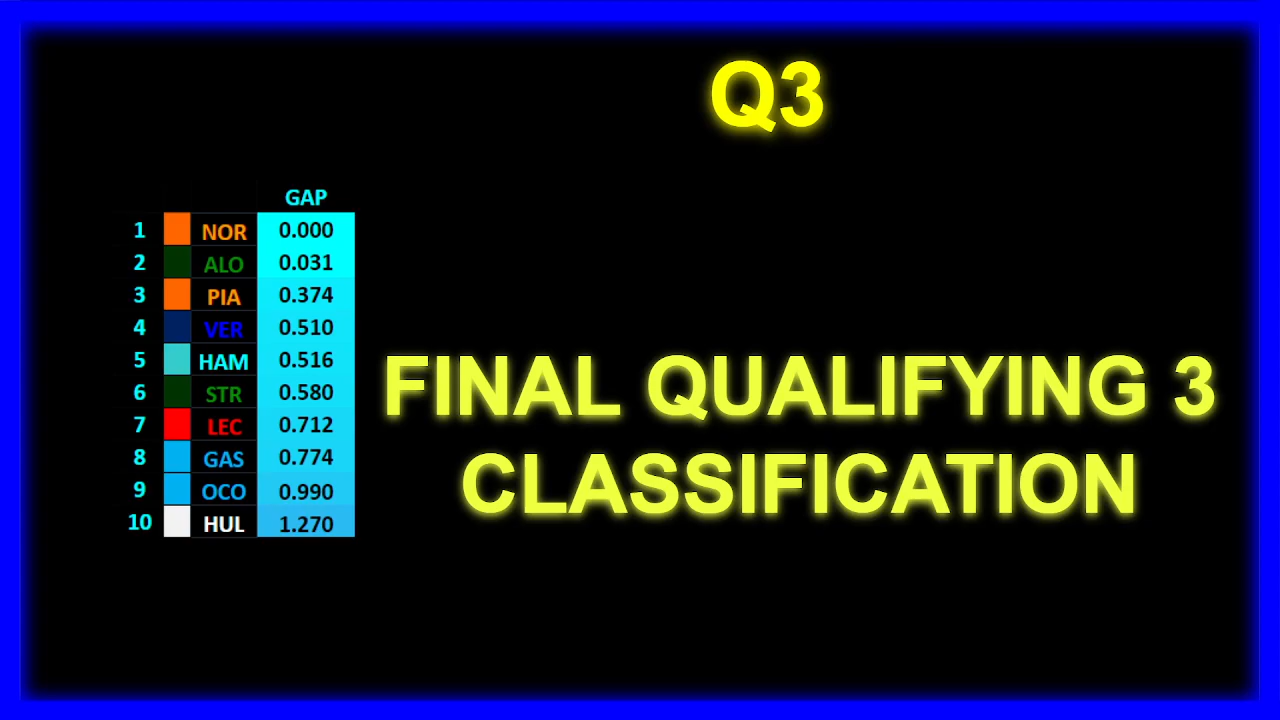 Q3
GAP
1 NOR 0.000
2 ALO 0.031
3 PIA 0.374
4 VER 0.510
5 HAM 0.516
6 STR 0.580
7 LEC 0.712
8 GAS 0.774
9 OCO 0.990
10 HUL 1.270
FINAL QUALIFYING 3
CLASSIFICATION